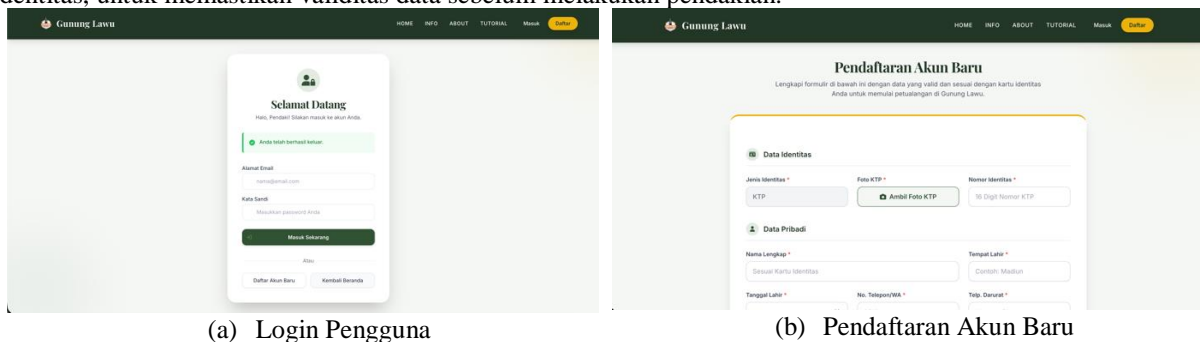 dentitas, untuk memastikan validitas data sebelum melakukan pendakian.
Gunung Lawu
HOME INFO ABOUT TUTORIAL Masuk Daftar
Selamat Datang
Halo, Pendaki! Silakan masuk ke akun Anda.
Anda telah berhasil keluar.
Alamat Email
nama@email.com
Kata Sandi
Masukkan password Anda
Masuk Sekarang
Atau
Daftar Akun Baru Kembali Beranda
(a) Login Pengguna
Gunung Lawu
HOME INFO ABOUT TUTORIAL Masuk Daftar
Pendaftaran Akun Baru
Lengkapi formulir di bawah ini dengan data yang valid dan sesuai dengan kartu identitas
Anda untuk memulai petualangan di Gunung Lawu.
Data Identitas
Jenis Identitas * Foto KTP * Nomor Identitas *
KTP Ambil Foto KTP 16 Digit Nomor KTP
Data Pribadi
Nama Lengkap * Tempat Lahir *
Sesuai Kartu Identitas Contoh: Madiun
Tanggal Lahir * No. Telepon/WA * Telp. Darurat *
(b) Pendaftaran Akun Baru